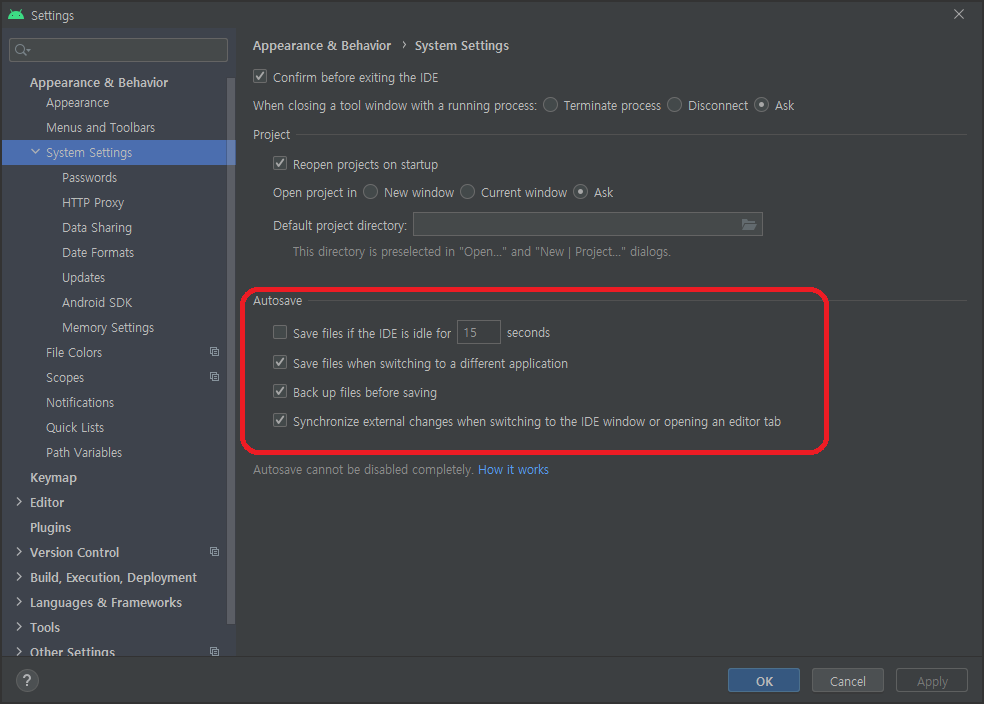 Settings
Appearance & Behavior
Appearance
Menus and Toolbars
System Settings
Passwords
HTTP Proxy
Data Sharing
Date Formats
Updates
Android SDK
Memory Settings
File Colors
Scopes
Notifications
Quick Lists
Path Variables
Keymap
Editor
Plugins
Version Control
Build, Execution, Deployment
Languages & Frameworks
Tools
Other Settings
Appearance & Behavior › System Settings
Confirm before exiting the IDE
When closing a tool window with a running process: Terminate process Disconnect Ask
Project
Reopen projects on startup
Open project in New window Current window Ask
Default project directory:
This directory is preselected in "Open..." and "New | Project..." dialogs.
Autosave
Save files if the IDE is idle for 15 seconds
Save files when switching to a different application
Back up files before saving
Synchronize external changes when switching to the IDE window or opening an editor tab
Autosave cannot be disabled completely. How it works
? OK Cancel Apply